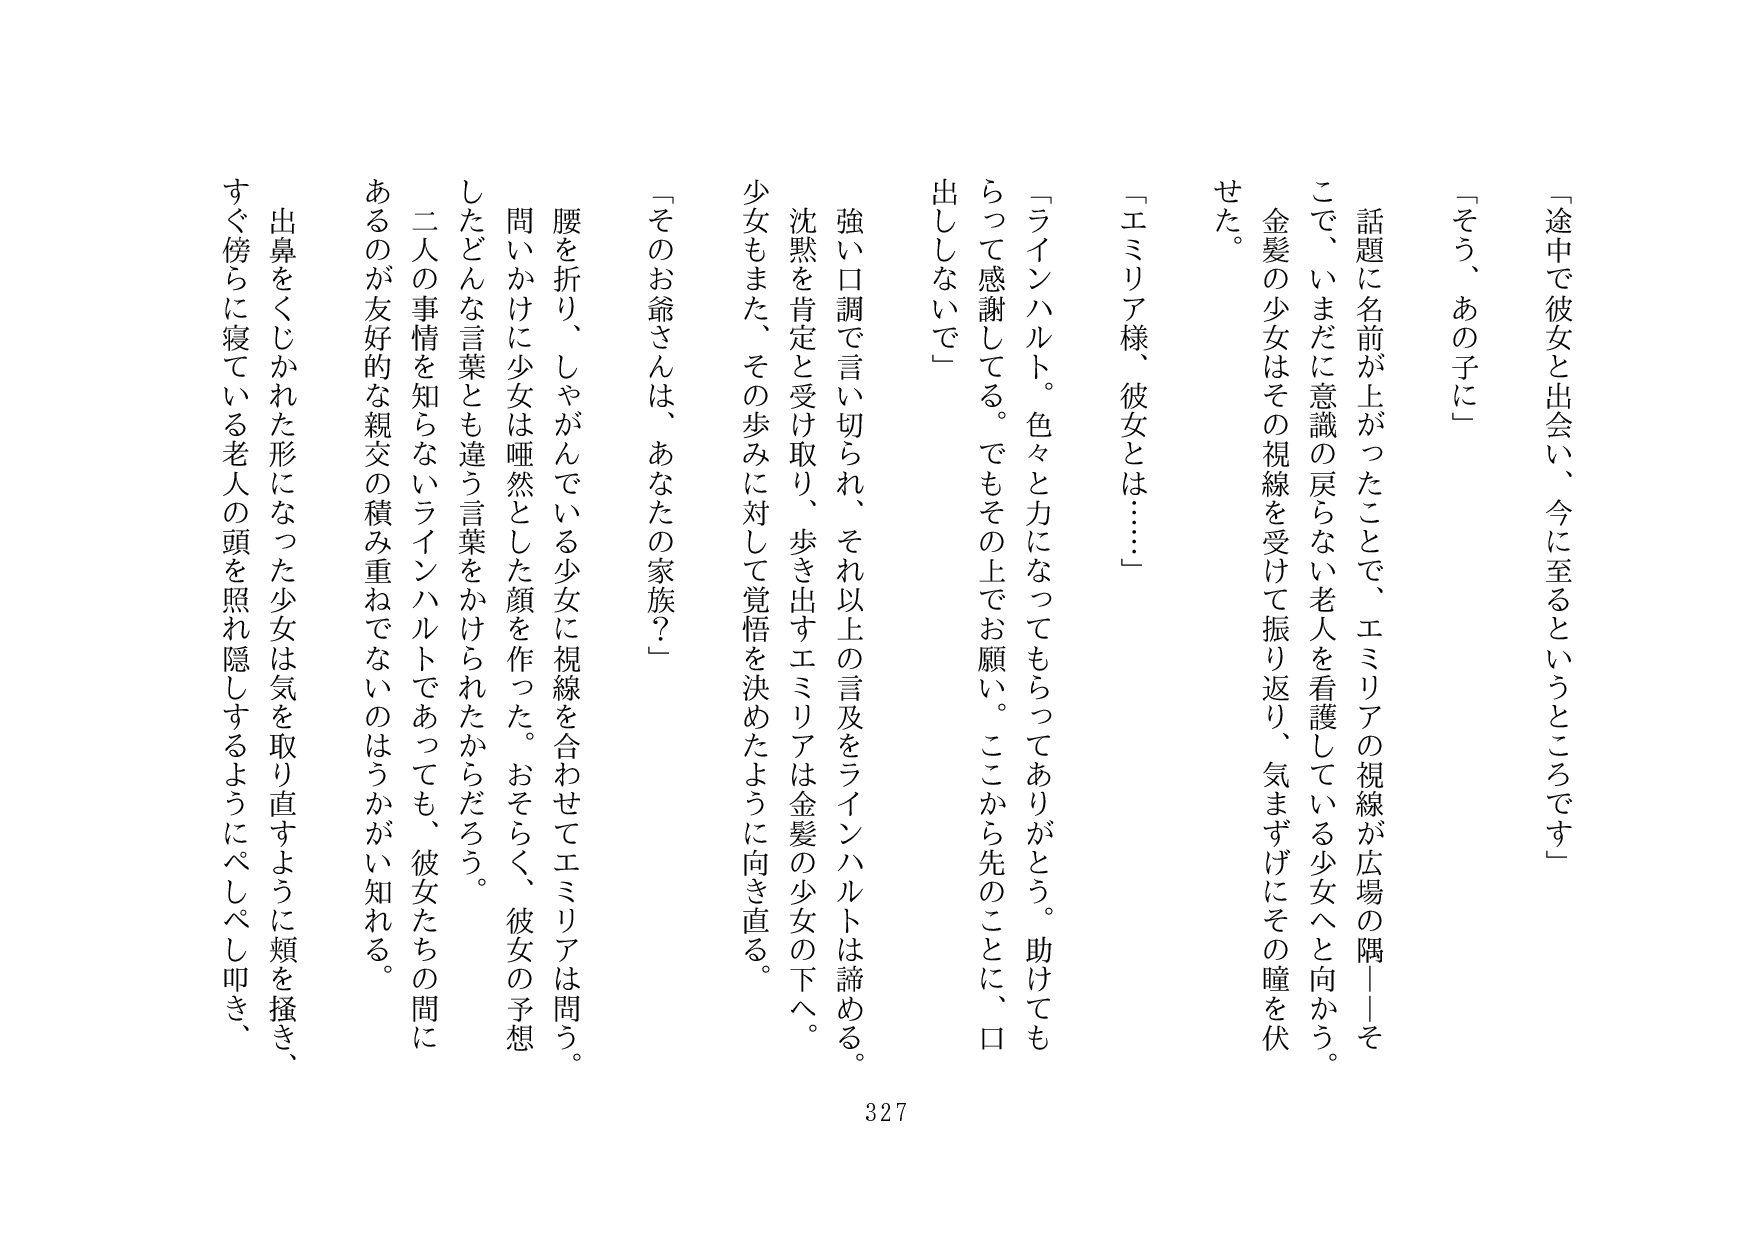 「途中で彼女と出会い、今に至るというところです」
「そう、あの子に」
話題に名前が上がったことで、エミリアの視線が広場の隅――そ
こで、いまだに意識の戻らない老人を看護している少女へと向かう。
金髪の少女はその視線を受けて振り返り、気まずげにその瞳を伏
せた。
「エミリア様、彼女とは……」
「ラインハルト。色々と力になってもらってありがとう。助けても
らって感謝してる。でもその上でお願い。ここから先のことに、口
出ししないで」
強い口調で言い切られ、それ以上の言及をラインハルトは諦める。
沈黙を肯定と受け取り、歩き出すエミリアは金髪の少女の下へ。
少女もまた、その歩みに対して覚悟を決めたように向き直る。
「そのお爺さんは、あなたの家族？」
腰を折り、しゃがんでいる少女に視線を合わせてエミリアは問う。
問いかけに少女は唖然とした顔を作った。おそらく、彼女の予想
したどんな言葉とも違う言葉をかけられたからだろう。
二人の事情を知らないラインハルトであっても、彼女たちの間に
あるのが友好的な親交の積み重ねでないのはうかがい知れる。
出鼻をくじかれた形になった少女は気を取り直すように頬を掻き、
すぐ傍らに寝ている老人の頭を照れ隠しするようにぺしぺし叩き、
327